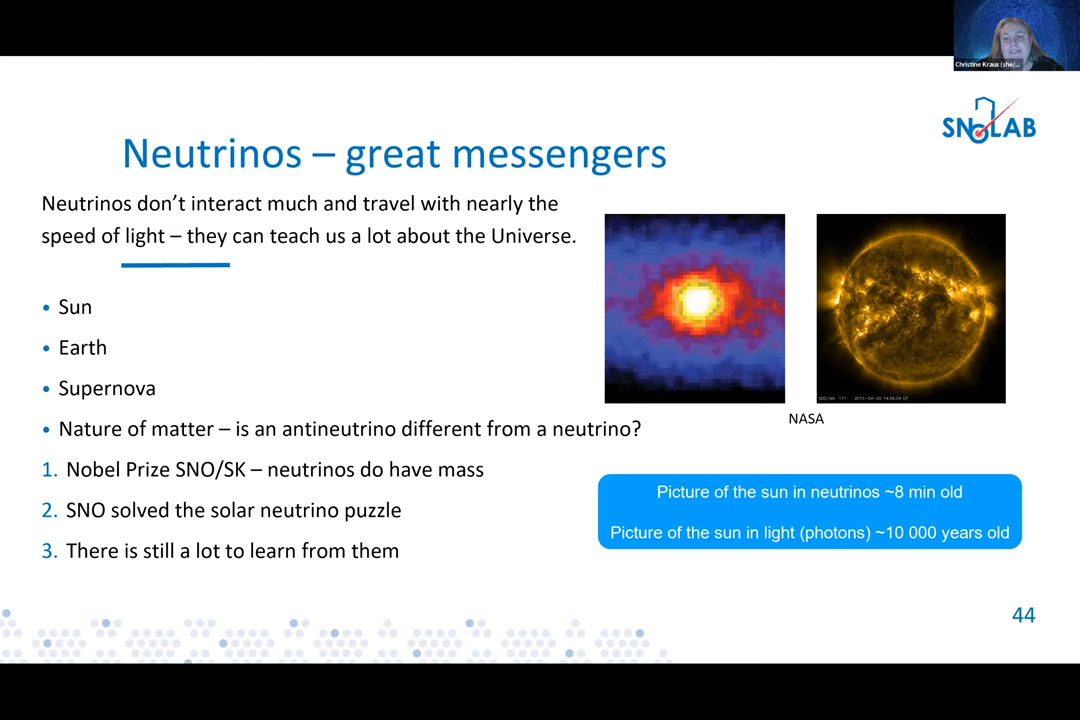 Christine Kraus (she/...
SNOLAB
Neutrinos – great messengers
Neutrinos don’t interact much and travel with nearly the
speed of light – they can teach us a lot about the Universe.
• Sun
• Earth
• Supernova
• Nature of matter – is an antineutrino different from a neutrino?
1. Nobel Prize SNO/SK – neutrinos do have mass
2. SNO solved the solar neutrino puzzle
3. There is still a lot to learn from them
NASA
Picture of the sun in neutrinos ~8 min old
Picture of the sun in light (photons) ~10 000 years old
44